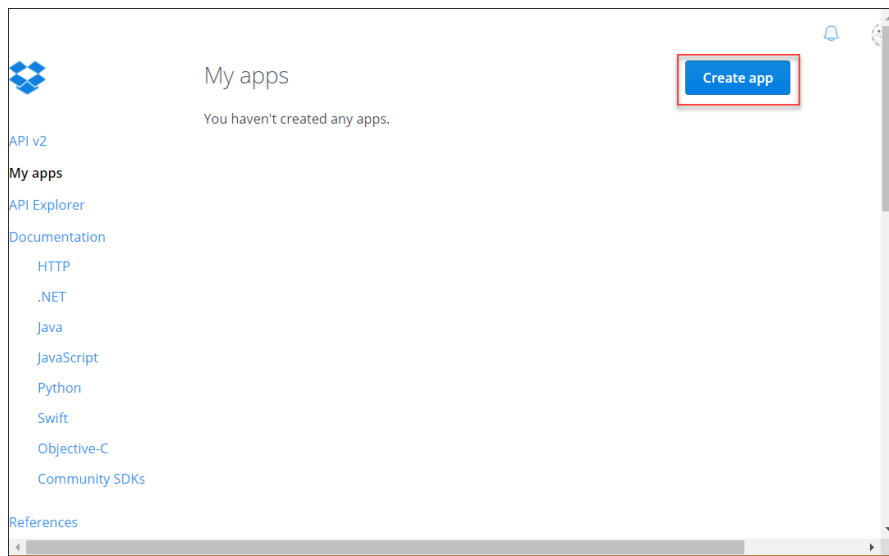 My apps
Create app
You haven't created any apps.
API v2
My apps
API Explorer
Documentation
HTTP
.NET
Java
JavaScript
Python
Swift
Objective-C
Community SDKs
References